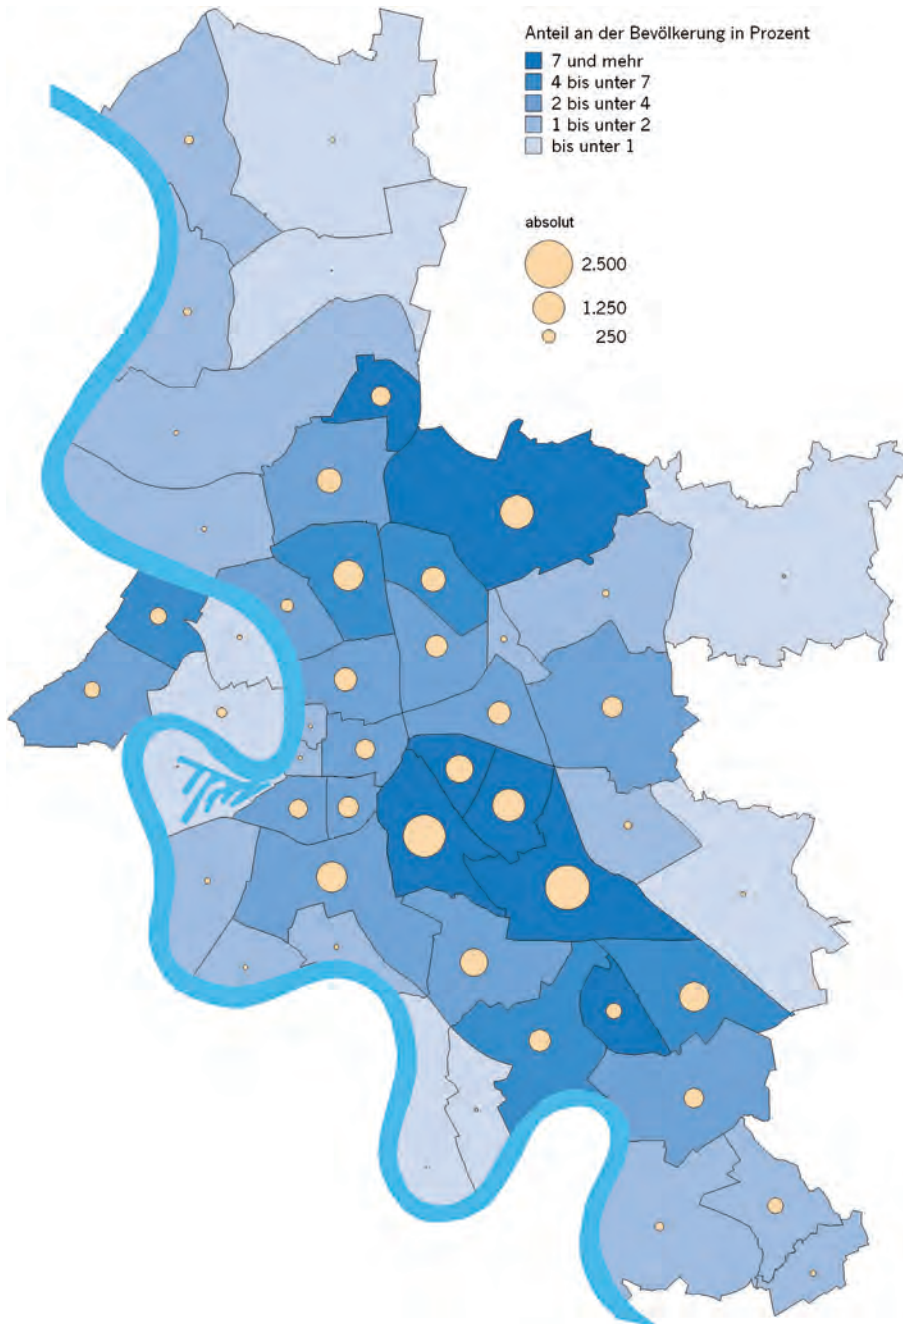 Anteil an der Bevölkerung in Prozent
7 und mehr
4 bis unter 7
2 bis unter 4
1 bis unter 2
bis unter 1
absolut
2.500
1.250
250